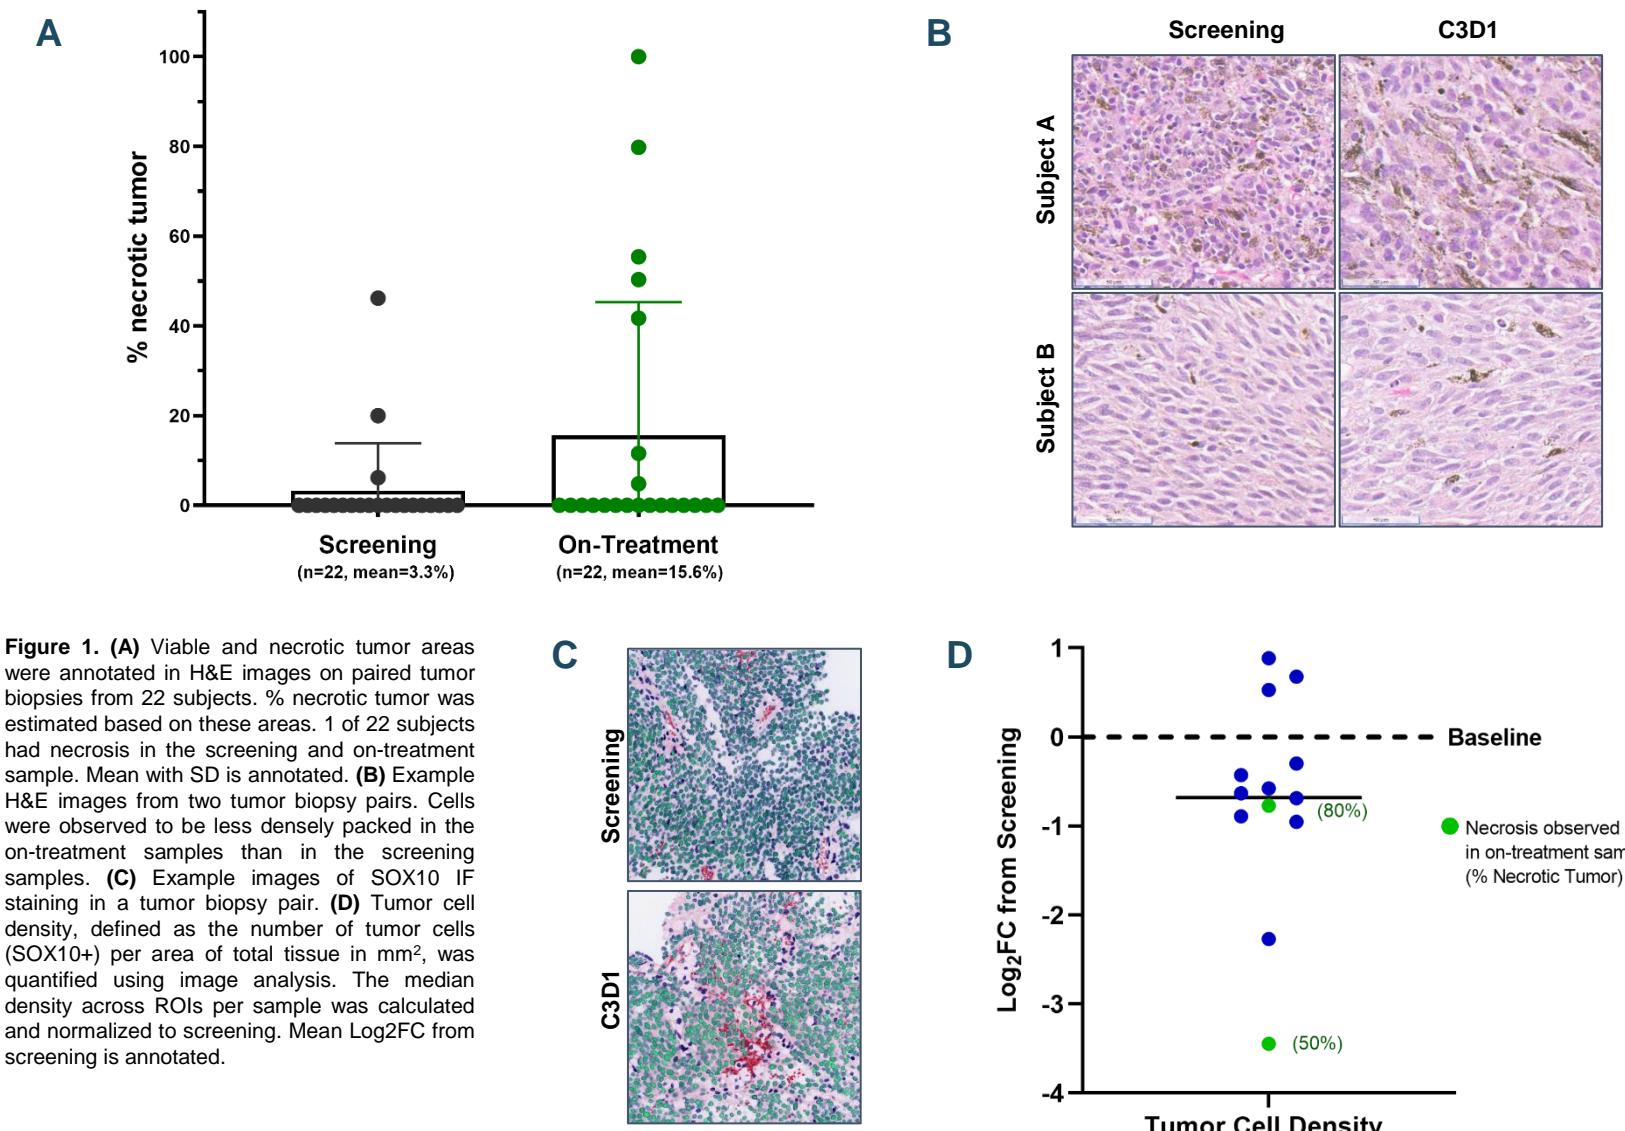 A
100
80
60
40
20
0
% necrotic tumor
Screening
(n=22, mean=3.3%)
On-Treatment
(n=22, mean=15.6%)
B
Screening
C3D1
Subject A
Subject B
Figure 1. (A) Viable and necrotic tumor areas
were annotated in H&E images on paired tumor
biopsies from 22 subjects. % necrotic tumor was
estimated based on these areas. 1 of 22 subjects
had necrosis in the screening and on-treatment
sample. Mean with SD is annotated. (B) Example
H&E images from two tumor biopsy pairs. Cells
were observed to be less densely packed in the
on-treatment samples than in the screening
samples. (C) Example images of SOX10 IF
staining in a tumor biopsy pair. (D) Tumor cell
density, defined as the number of tumor cells
(SOX10+) per area of total tissue in mm², was
quantified using image analysis. The median
density across ROIs per sample was calculated
and normalized to screening. Mean Log2FC from
screening is annotated.
C
Screening
C3D1
D
1
0
-1
-2
-3
-4
Log₂FC from Screening
Baseline
(80%)
(50%)
Necrosis observed
in on-treatment sam
(% Necrotic Tumor)
Tumor Cell Density